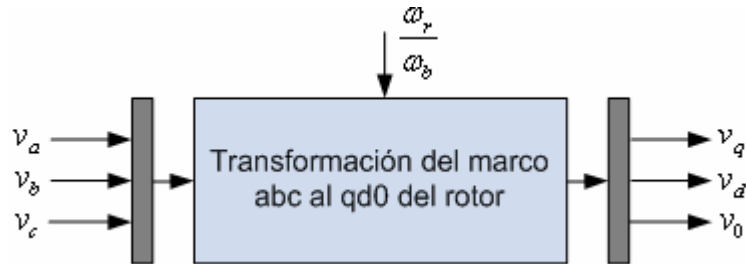 ω_r
ω_b
v_a
v_b
v_c
Transformación del marco
abc al qd0 del rotor
v_q
v_d
v_0